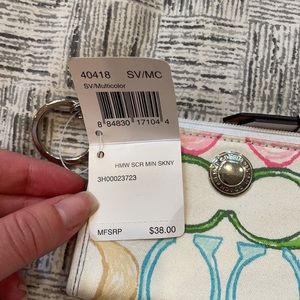 40418 SV/MC
SV/Multicolor
8 84830 17104 4
HMW SCR MIN SKNY
3H00023723
MFSRP $38.00